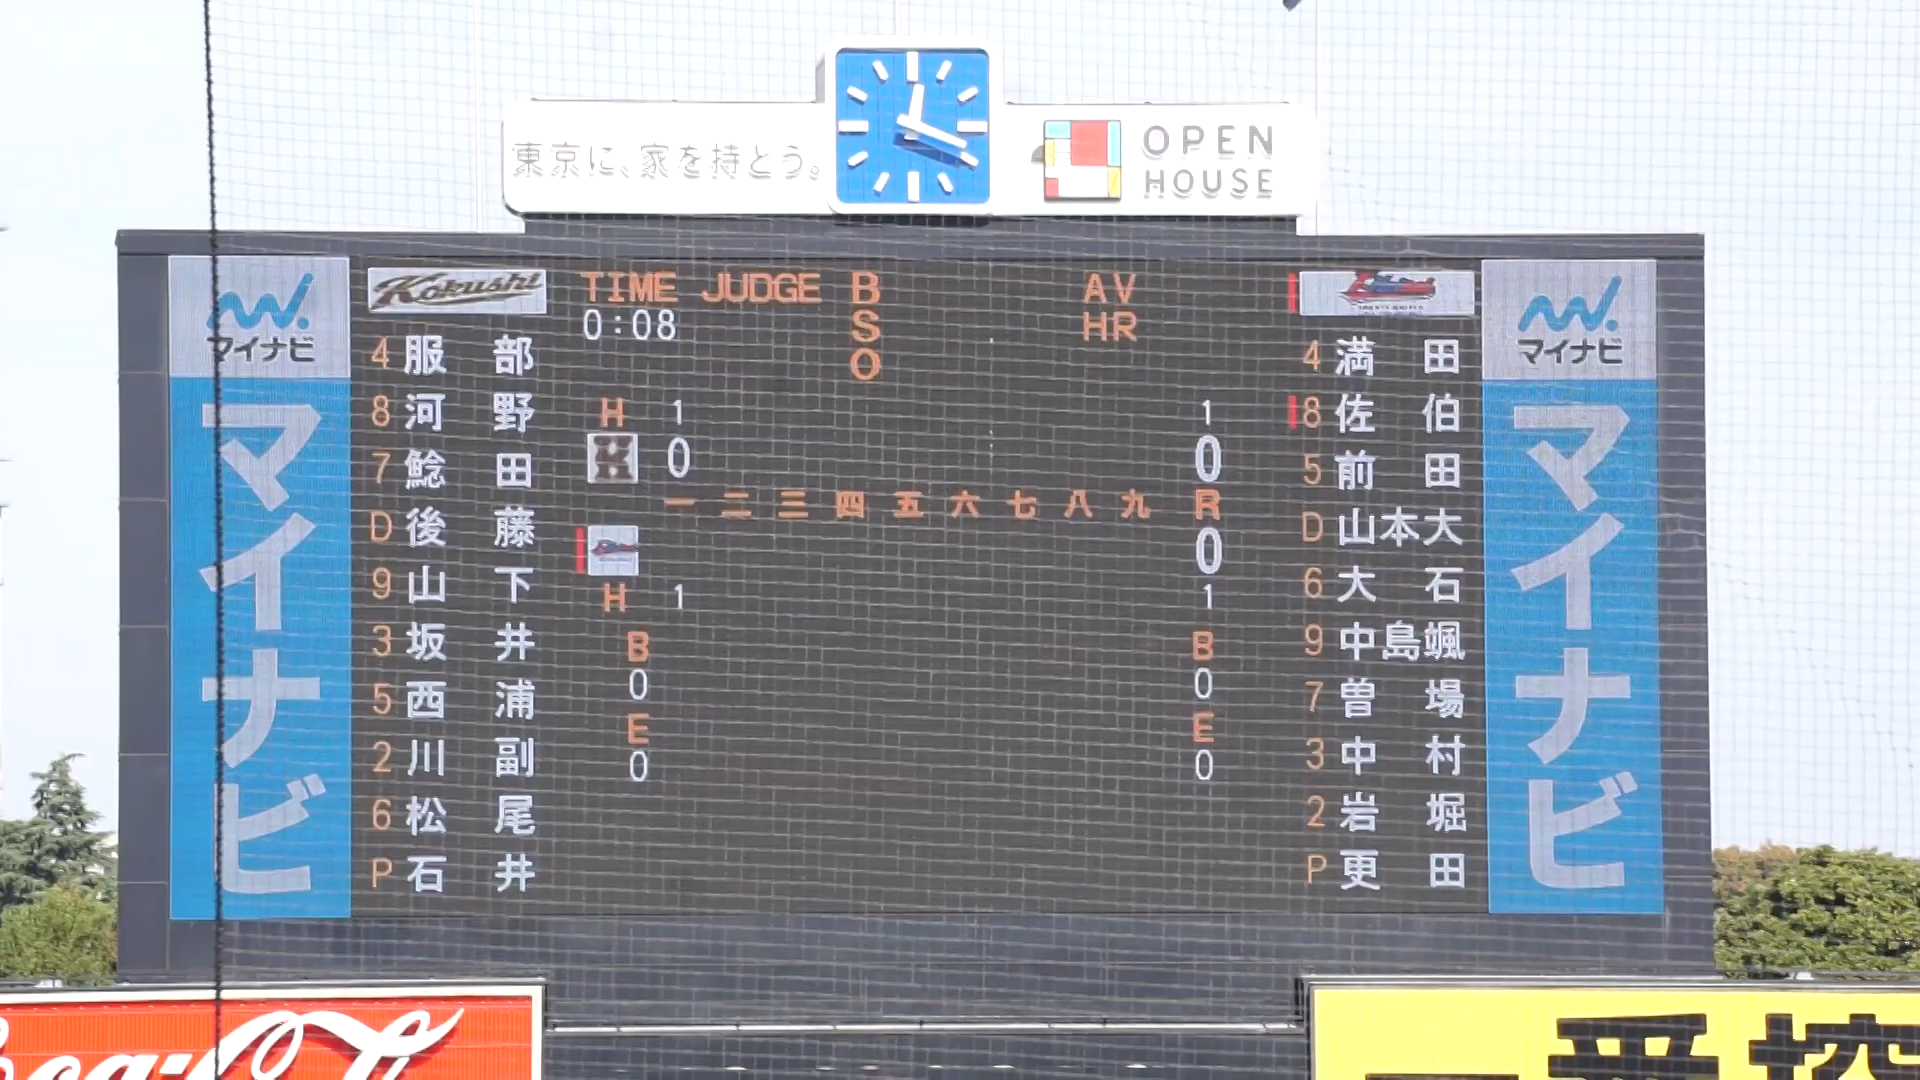 東京に、家を持とう。
OPEN
HOUSE
マイナビ
マイナビ
Kokushi
4 服部
8 河野
7 鯰田
D 後藤
9 山下
3 坂井
5 西浦
2 川副
6 松尾
P 石井
TIME JUDGE
0:08
B
S
O
AV
HR
H 1 1
0 0
一 二 三 四 五 六 七 八 九 R
0
H 1 1
B B
0 0
E E
0 0
4 満田
8 佐伯
5 前田
D 山本大
6 大石
9 中島颯
7 曽場
3 中村
2 岩堀
P 更田
マイナビ
マイナビ